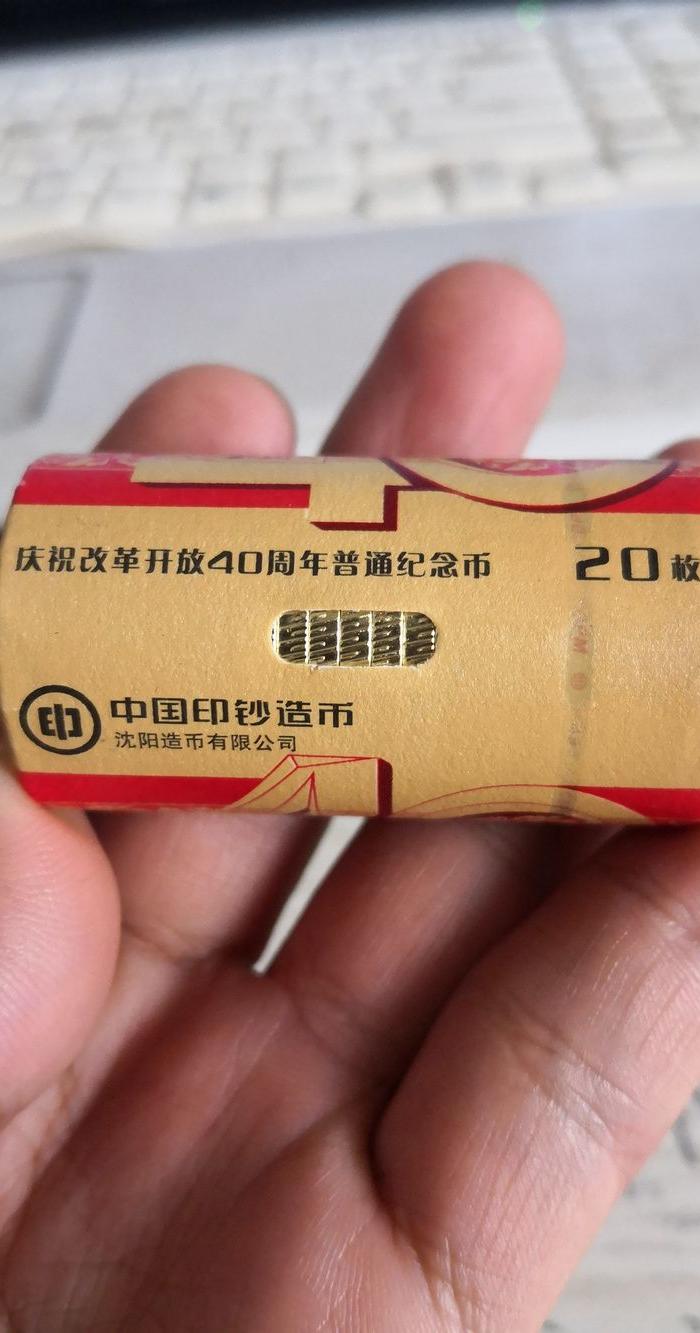 庆祝改革开放40周年普通纪念币 20枚
印
中国印钞造币
沈阳造币有限公司